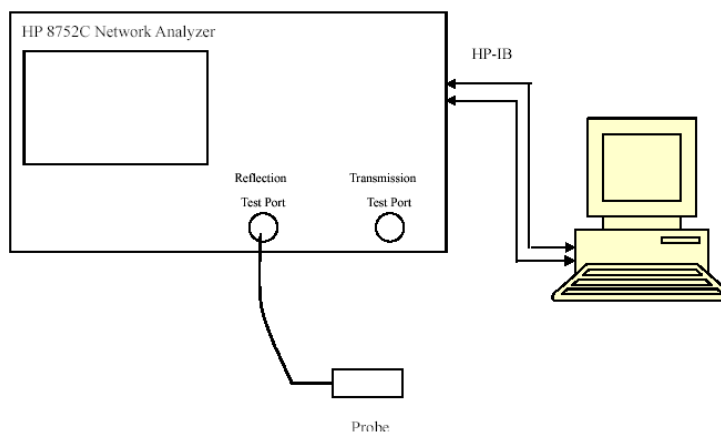 HP 8752C Network Analyzer
HP-IB
Reflection
Test Port
Transmission
Test Port
Probe